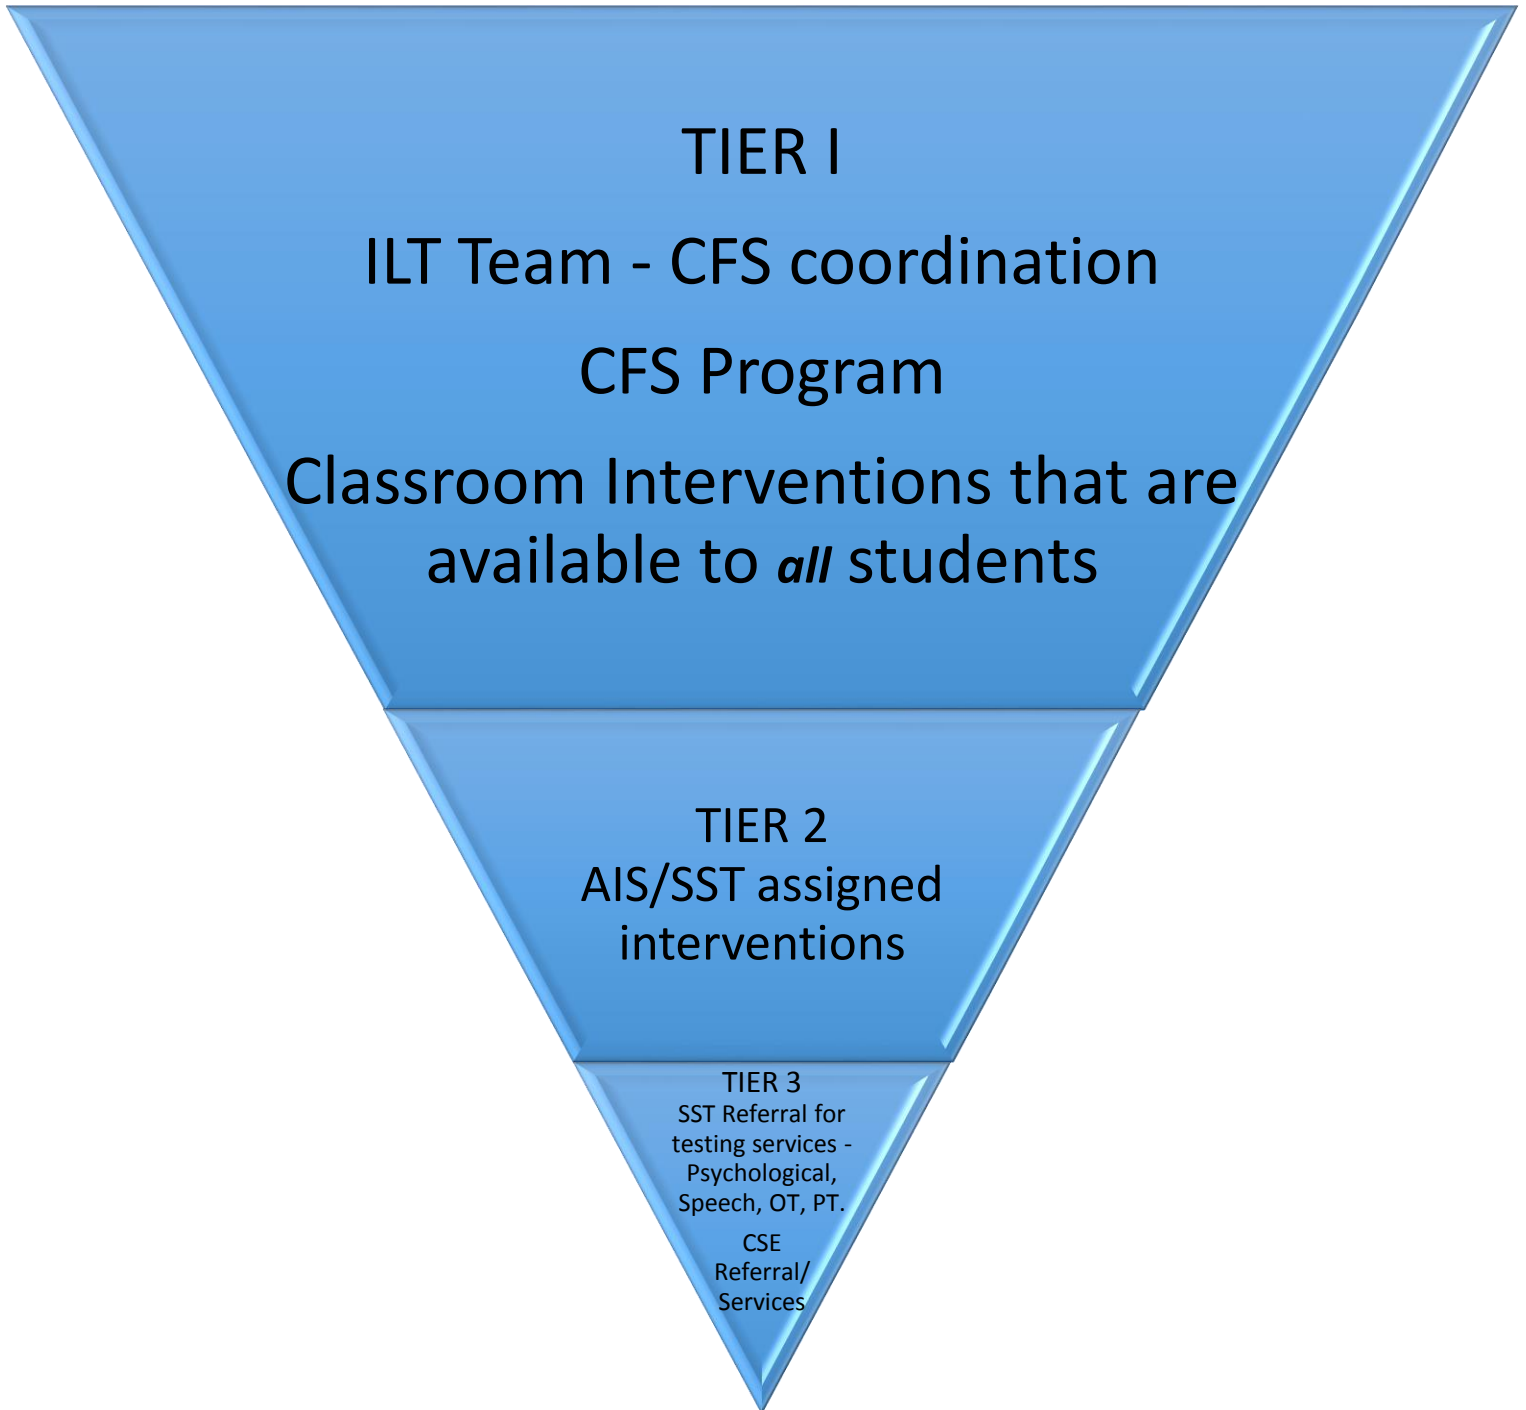 TIER I
ILT Team - CFS coordination
CFS Program
Classroom Interventions that are
available to all students
TIER 2
AIS/SST assigned
interventions
TIER 3
SST Referral for
testing services -
Psychological,
Speech, OT, PT.
CSE
Referral/
Services